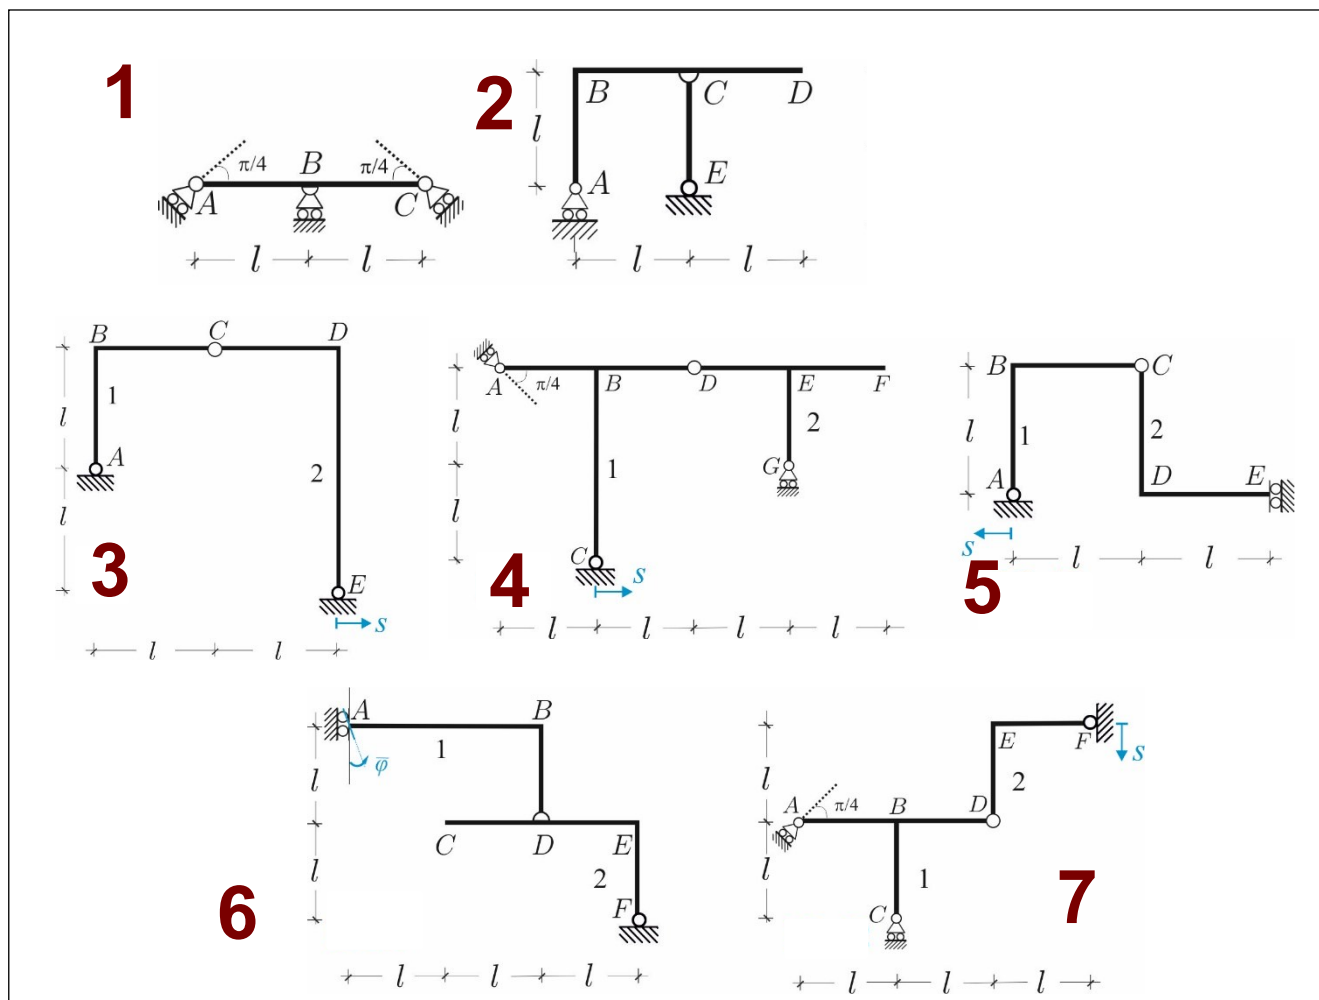 1
π/4 B π/4
A C
l l
2
B C D
l
A E
l l
B C D
1
l A
2
l
E
3
s
l l
A π/4 B D E F
l 2
1 G
l
C
4 s
l l l l
B C
l 1 2
A D E
s l l
5
A B
1
φ̅
l
C D E
l 2
F
6
l l l
E F
s
l 2
A π/4 B D
l 1
C
7
l l l